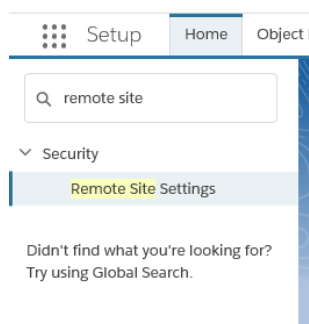 Setup Home Object
remote site
Security
Remote Site Settings
Didn't find what you're looking for?
Try using Global Search.